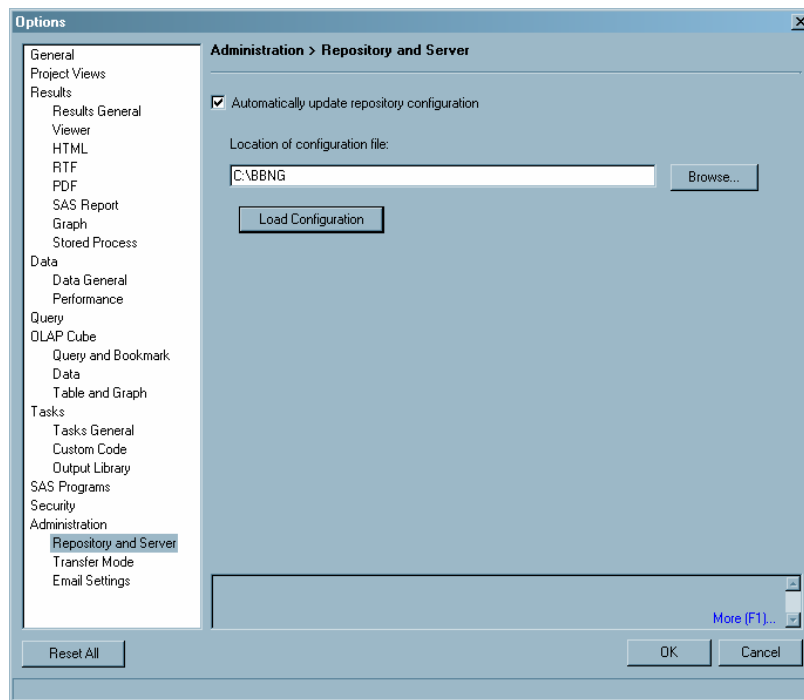 Options
General
Project Views
Results
Results General
Viewer
HTML
RTF
PDF
SAS Report
Graph
Stored Process
Data
Data General
Performance
Query
OLAP Cube
Query and Bookmark
Data
Table and Graph
Tasks
Tasks General
Custom Code
Output Library
SAS Programs
Security
Administration
Repository and Server
Transfer Mode
Email Settings
Administration > Repository and Server
Automatically update repository configuration
Location of configuration file:
C:\BBNG
Browse...
Load Configuration
More (F1)...
Reset All
OK
Cancel